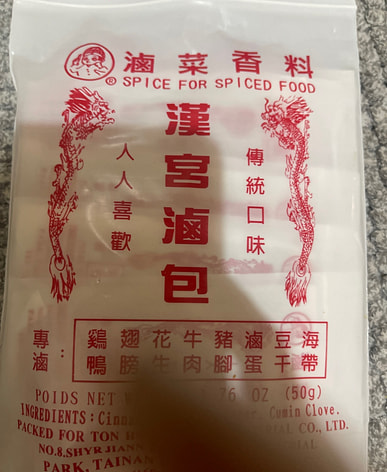 滷菜香料
® SPICE FOR SPICED FOOD
漢宮滷包
傳統口味
人人喜歡
專滷：
鷄翅花牛豬滷豆海
鴨膀生肉腳蛋干帶
POIDS NET 76 OZ (50g)
INGREDIENTS: Cumin Clove.
PACKED FOR TON CO., LTD.
NO.8,SHYR
PARK, TAINAN